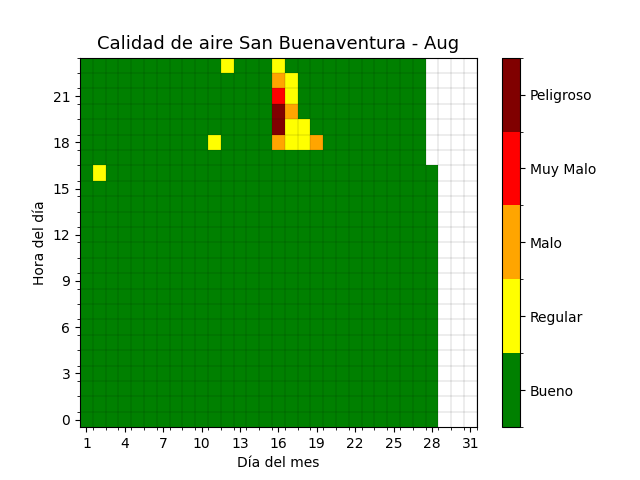 Calidad de aire San Buenaventura - Aug
Hora del día
21
18
15
12
9
6
3
0
1 4 7 10 13 16 19 22 25 28 31
Día del mes
Peligroso
Muy Malo
Malo
Regular
Bueno